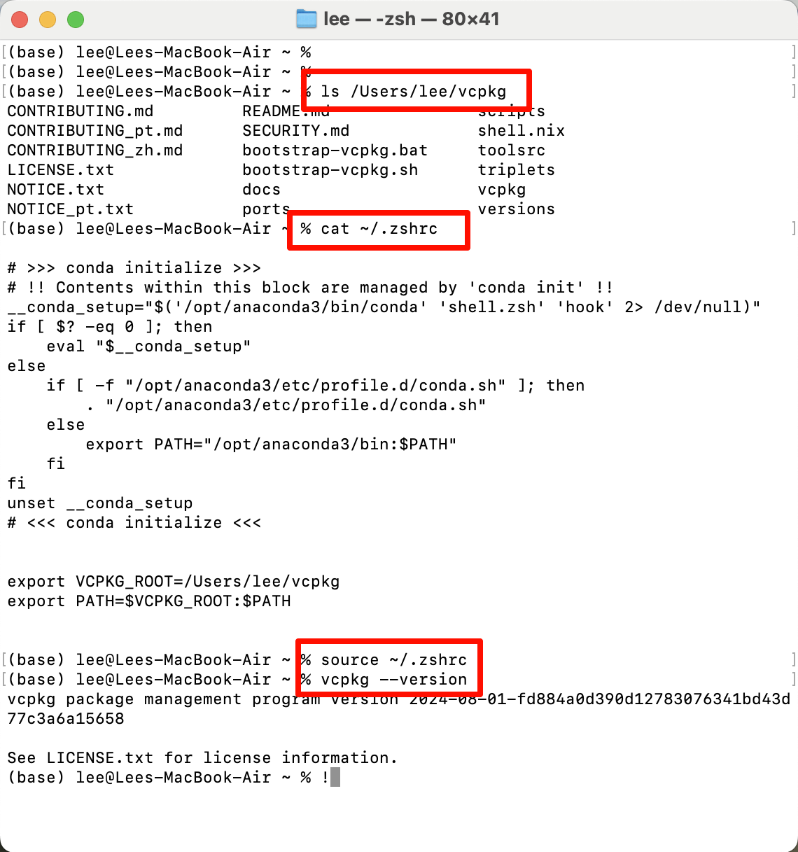 lee — -zsh — 80×41
[(base) lee@Lees-MacBook-Air ~ % ]
[(base) lee@Lees-MacBook-Air ~ % ]
[(base) lee@Lees-MacBook-Air ~ % ls /Users/lee/vcpkg ]
CONTRIBUTING.md         README.md               scripts
CONTRIBUTING_pt.md      SECURITY.md             shell.nix
CONTRIBUTING_zh.md      bootstrap-vcpkg.bat     toolsrc
LICENSE.txt             bootstrap-vcpkg.sh      triplets
NOTICE.txt              docs                    vcpkg
NOTICE_pt.txt           ports                   versions
[(base) lee@Lees-MacBook-Air ~ % cat ~/.zshrc ]
# >>> conda initialize >>>
# !! Contents within this block are managed by 'conda init' !!
__conda_setup="$('/opt/anaconda3/bin/conda' 'shell.zsh' 'hook' 2> /dev/null)"
if [ $? -eq 0 ]; then
    eval "$__conda_setup"
else
    if [ -f "/opt/anaconda3/etc/profile.d/conda.sh" ]; then
        . "/opt/anaconda3/etc/profile.d/conda.sh"
    else
        export PATH="/opt/anaconda3/bin:$PATH"
    fi
fi
unset __conda_setup
# <<< conda initialize <<<
export VCPKG_ROOT=/Users/lee/vcpkg
export PATH=$VCPKG_ROOT:$PATH
[(base) lee@Lees-MacBook-Air ~ % source ~/.zshrc ]
[(base) lee@Lees-MacBook-Air ~ % vcpkg --version ]
vcpkg package management program version 2024-08-01-fd884a0d390d12783076341bd43d
77c3a6a15658
See LICENSE.txt for license information.
(base) lee@Lees-MacBook-Air ~ % !